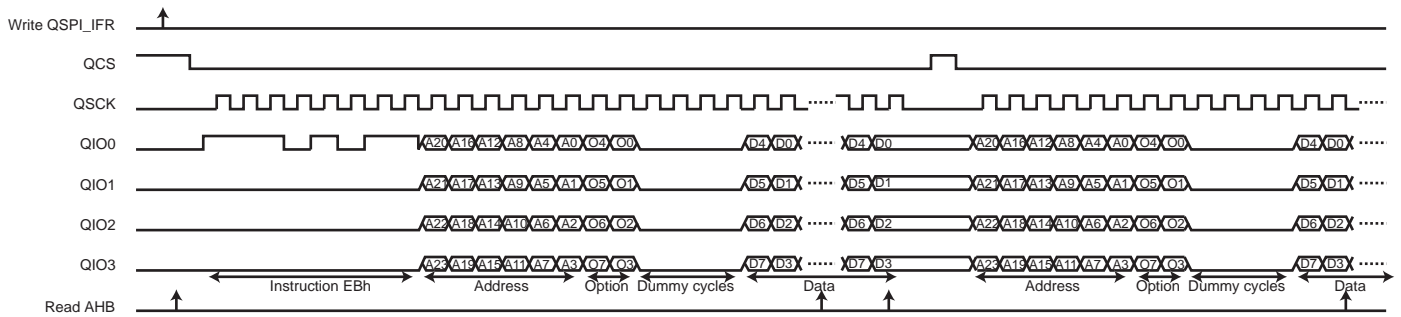 Write QSPI_IFR
QCS
QSCK
QIO0 A20 A16 A12 A8 A4 A0 O4 O0 D4 D0 D4 D0 A20 A16 A12 A8 A4 A0 O4 O0 D4 D0
QIO1 A21 A17 A13 A9 A5 A1 O5 O1 D5 D1 D5 D1 A21 A17 A13 A9 A5 A1 O5 O1 D5 D1
QIO2 A22 A18 A14 A10 A6 A2 O6 O2 D6 D2 D6 D2 A22 A18 A14 A10 A6 A2 O6 O2 D6 D2
QIO3 A23 A19 A15 A11 A7 A3 O7 O3 D7 D3 D7 D3 A23 A19 A15 A11 A7 A3 O7 O3 D7 D3
Instruction EBh Address Option Dummy cycles Data Address Option Dummy cycles Data
Read AHB